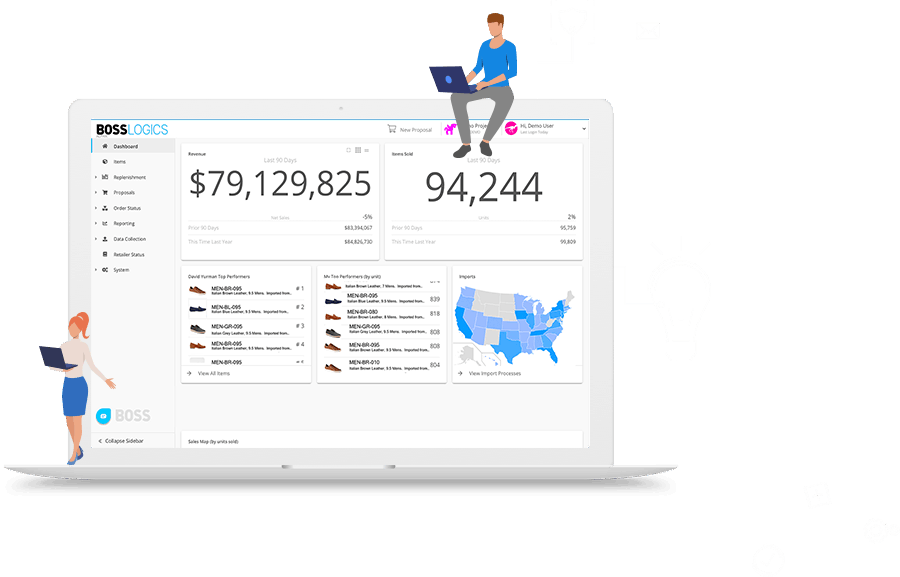 BOSSLOGICS
New Proposal
Hi, Demo User
Last Login Today
Dashboard
Items
Replenishment
Proposals
Order Status
Reporting
Data Collection
Retailer Status
System
BOSS
Collapse Sidebar
Revenue
Last 90 Days
$79,129,825
Net Sales
-5%
Prior 90 Days
$83,394,067
This Time Last Year
$84,826,730
Items Sold
Last 90 Days
94,244
Units
2%
Prior 90 Days
95,759
This Time Last Year
99,809
David Yurman Top Performers
MEN-BR-095
# 1
Italian Brown Leather, 9.5 Mens. Imported from..
MEN-BL-095
# 2
Italian Blue Leather, 9.5 Mens. Imported from..
MEN-GR-095
# 3
Italian Gray Leather, 9.5 Mens. Imported from..
MEN-BR-095
# 4
Italian Brown Leather, 9.5 Mens. Imported from..
MEN-BR-095
View All Items
Performers (by unit)
Italian Brown Leather, 7 Mens. Imported from..
MEN-BR-095
839
Italian Blue Leather, 9.5 Mens. Imported from..
MEN-BR-080
818
Italian Brown Leather, 8 Mens. Imported from..
MEN-GR-095
808
Italian Gray Leather, 9.5 Mens. Imported from..
MEN-BR-095
808
Italian Brown Leather, 9.5 Mens. Imported from..
MEN-BR-010
804
Italian Brown Leather, 9.5 Mens. Imported from..
Imports
View Import Processes
Sales Map (by units sold)